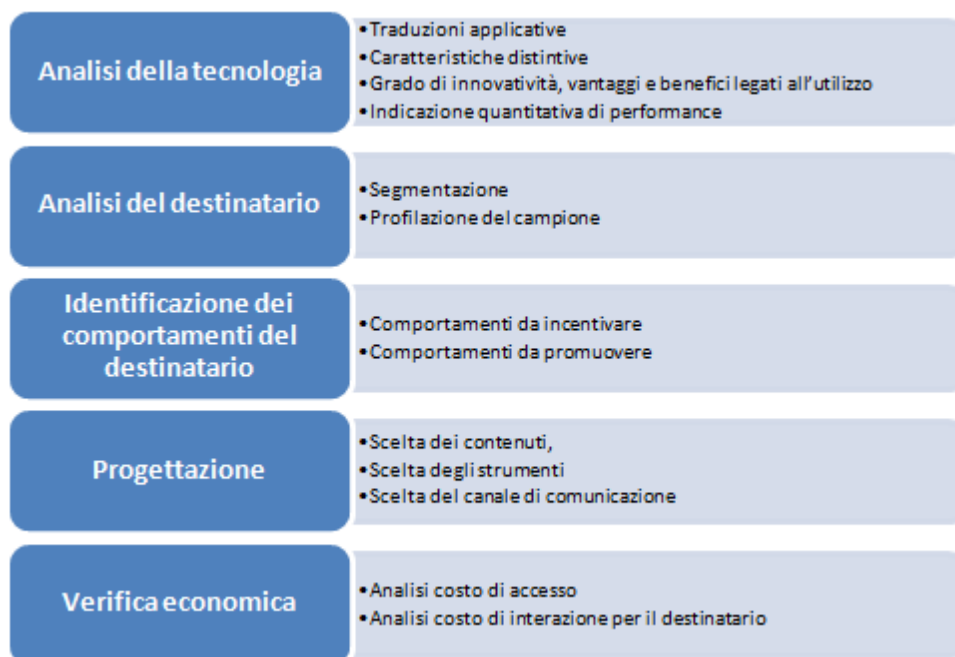 Analisi della tecnologia
•Traduzioni applicative
•Caratteristiche distintive
•Grado di innovatività, vantaggi e benefici legati all'utilizzo
•Indicazione quantitativa di performance
Analisi del destinatario
•Segmentazione
•Profilazione del campione
Identificazione dei
comportamenti del
destinatario
•Comportamenti da incentivare
•Comportamenti da promuovere
Progettazione
•Scelta dei contenuti,
•Scelta degli strumenti
•Scelta del canale di comunicazione
Verifica economica
•Analisi costo di accesso
•Analisi costo di interazione per il destinatario